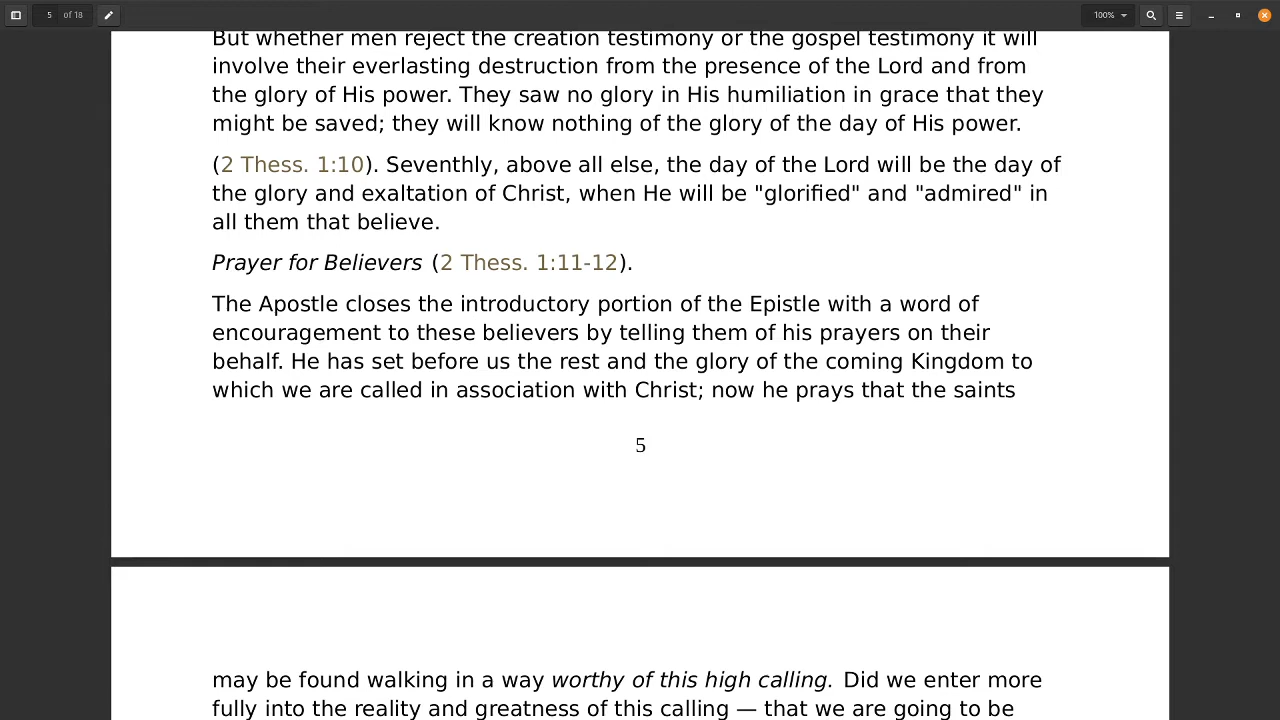 5 of 18
100%
But whether men reject the creation testimony or the gospel testimony it will
involve their everlasting destruction from the presence of the Lord and from
the glory of His power. They saw no glory in His humiliation in grace that they
might be saved; they will know nothing of the glory of the day of His power.
(2 Thess. 1:10). Seventhly, above all else, the day of the Lord will be the day of
the glory and exaltation of Christ, when He will be "glorified" and "admired" in
all them that believe.
Prayer for Believers (2 Thess. 1:11-12).
The Apostle closes the introductory portion of the Epistle with a word of
encouragement to these believers by telling them of his prayers on their
behalf. He has set before us the rest and the glory of the coming Kingdom to
which we are called in association with Christ; now he prays that the saints
5
may be found walking in a way worthy of this high calling. Did we enter more
fully into the reality and greatness of this calling — that we are going to be